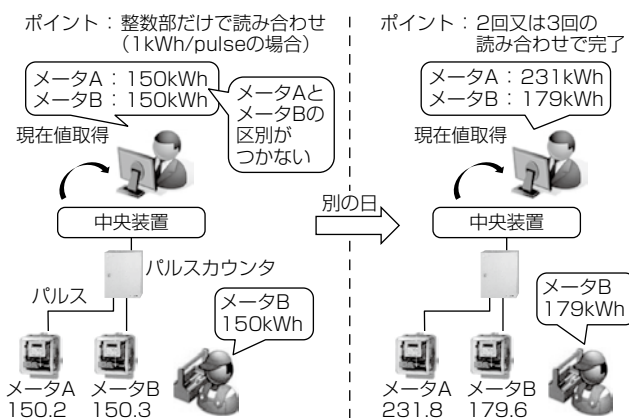 ポイント：整数部だけで読み合わせ
（1kWh/pulseの場合）
メータA：150kWh
メータB：150kWh
メータAと
メータBの
区別が
つかない
現在値取得
中央装置
パルスカウンタ
パルス
メータB
150kWh
メータA
150.2
メータB
150.3
別の日
ポイント：2回又は3回の
読み合わせで完了
メータA：231kWh
メータB：179kWh
現在値取得
中央装置
メータB
179kWh
メータA
231.8
メータB
179.6